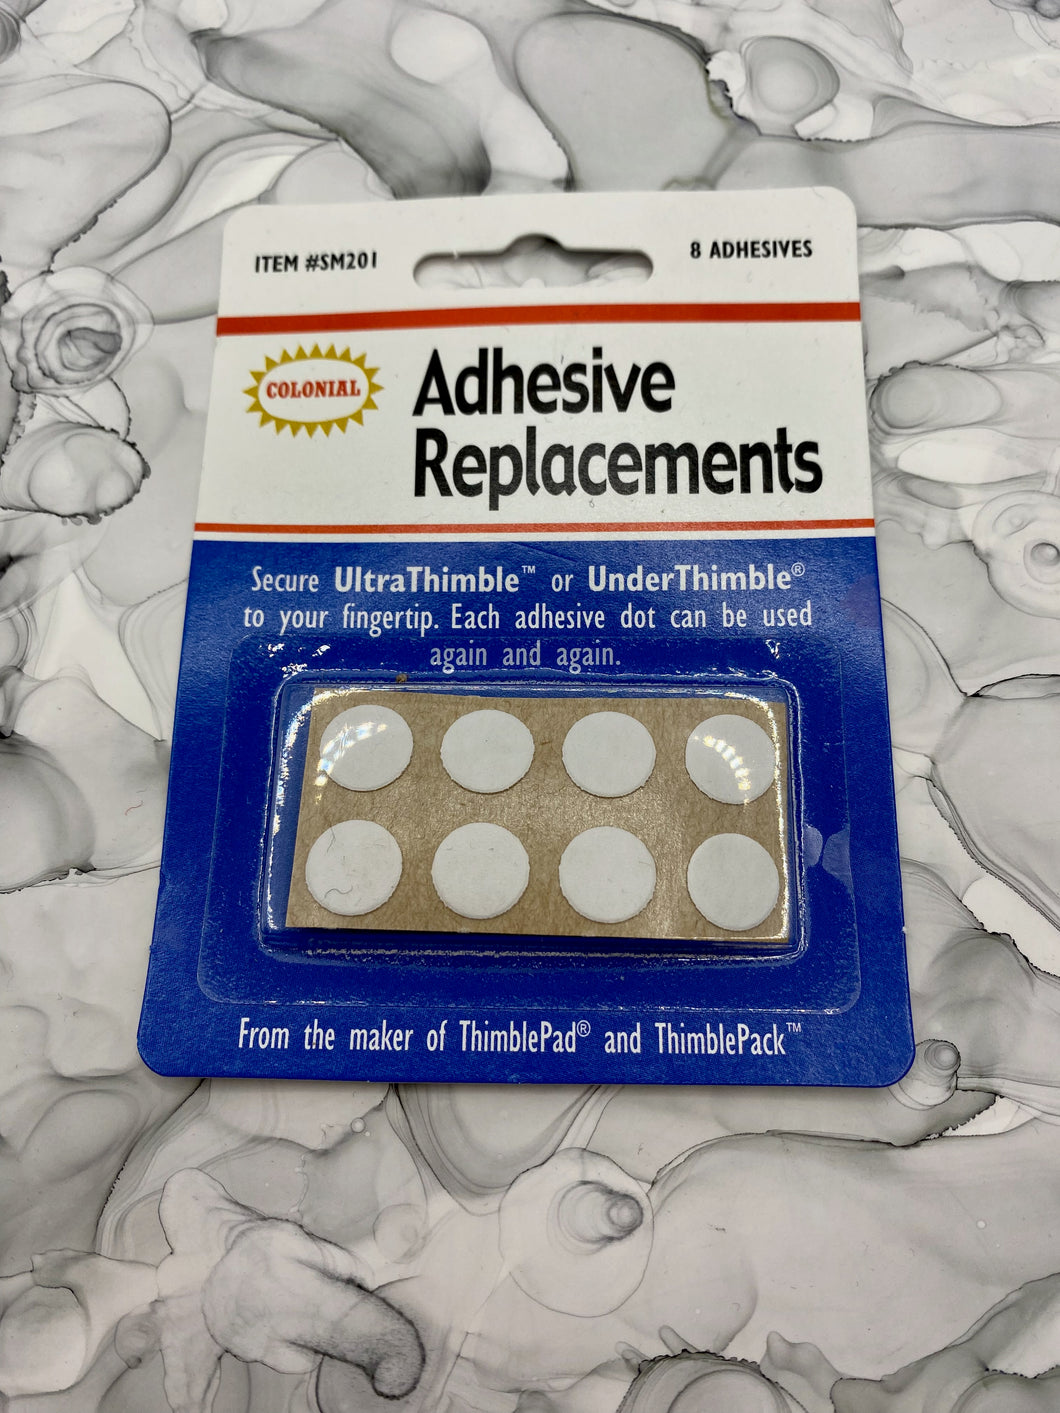 ITEM #SM201 8 ADHESIVES
COLONIAL
Adhesive
Replacements
Secure UltraThimble™ or UnderThimble®
to your fingertip. Each adhesive dot can be used
again and again.
From the maker of ThimblePad® and ThimblePack™